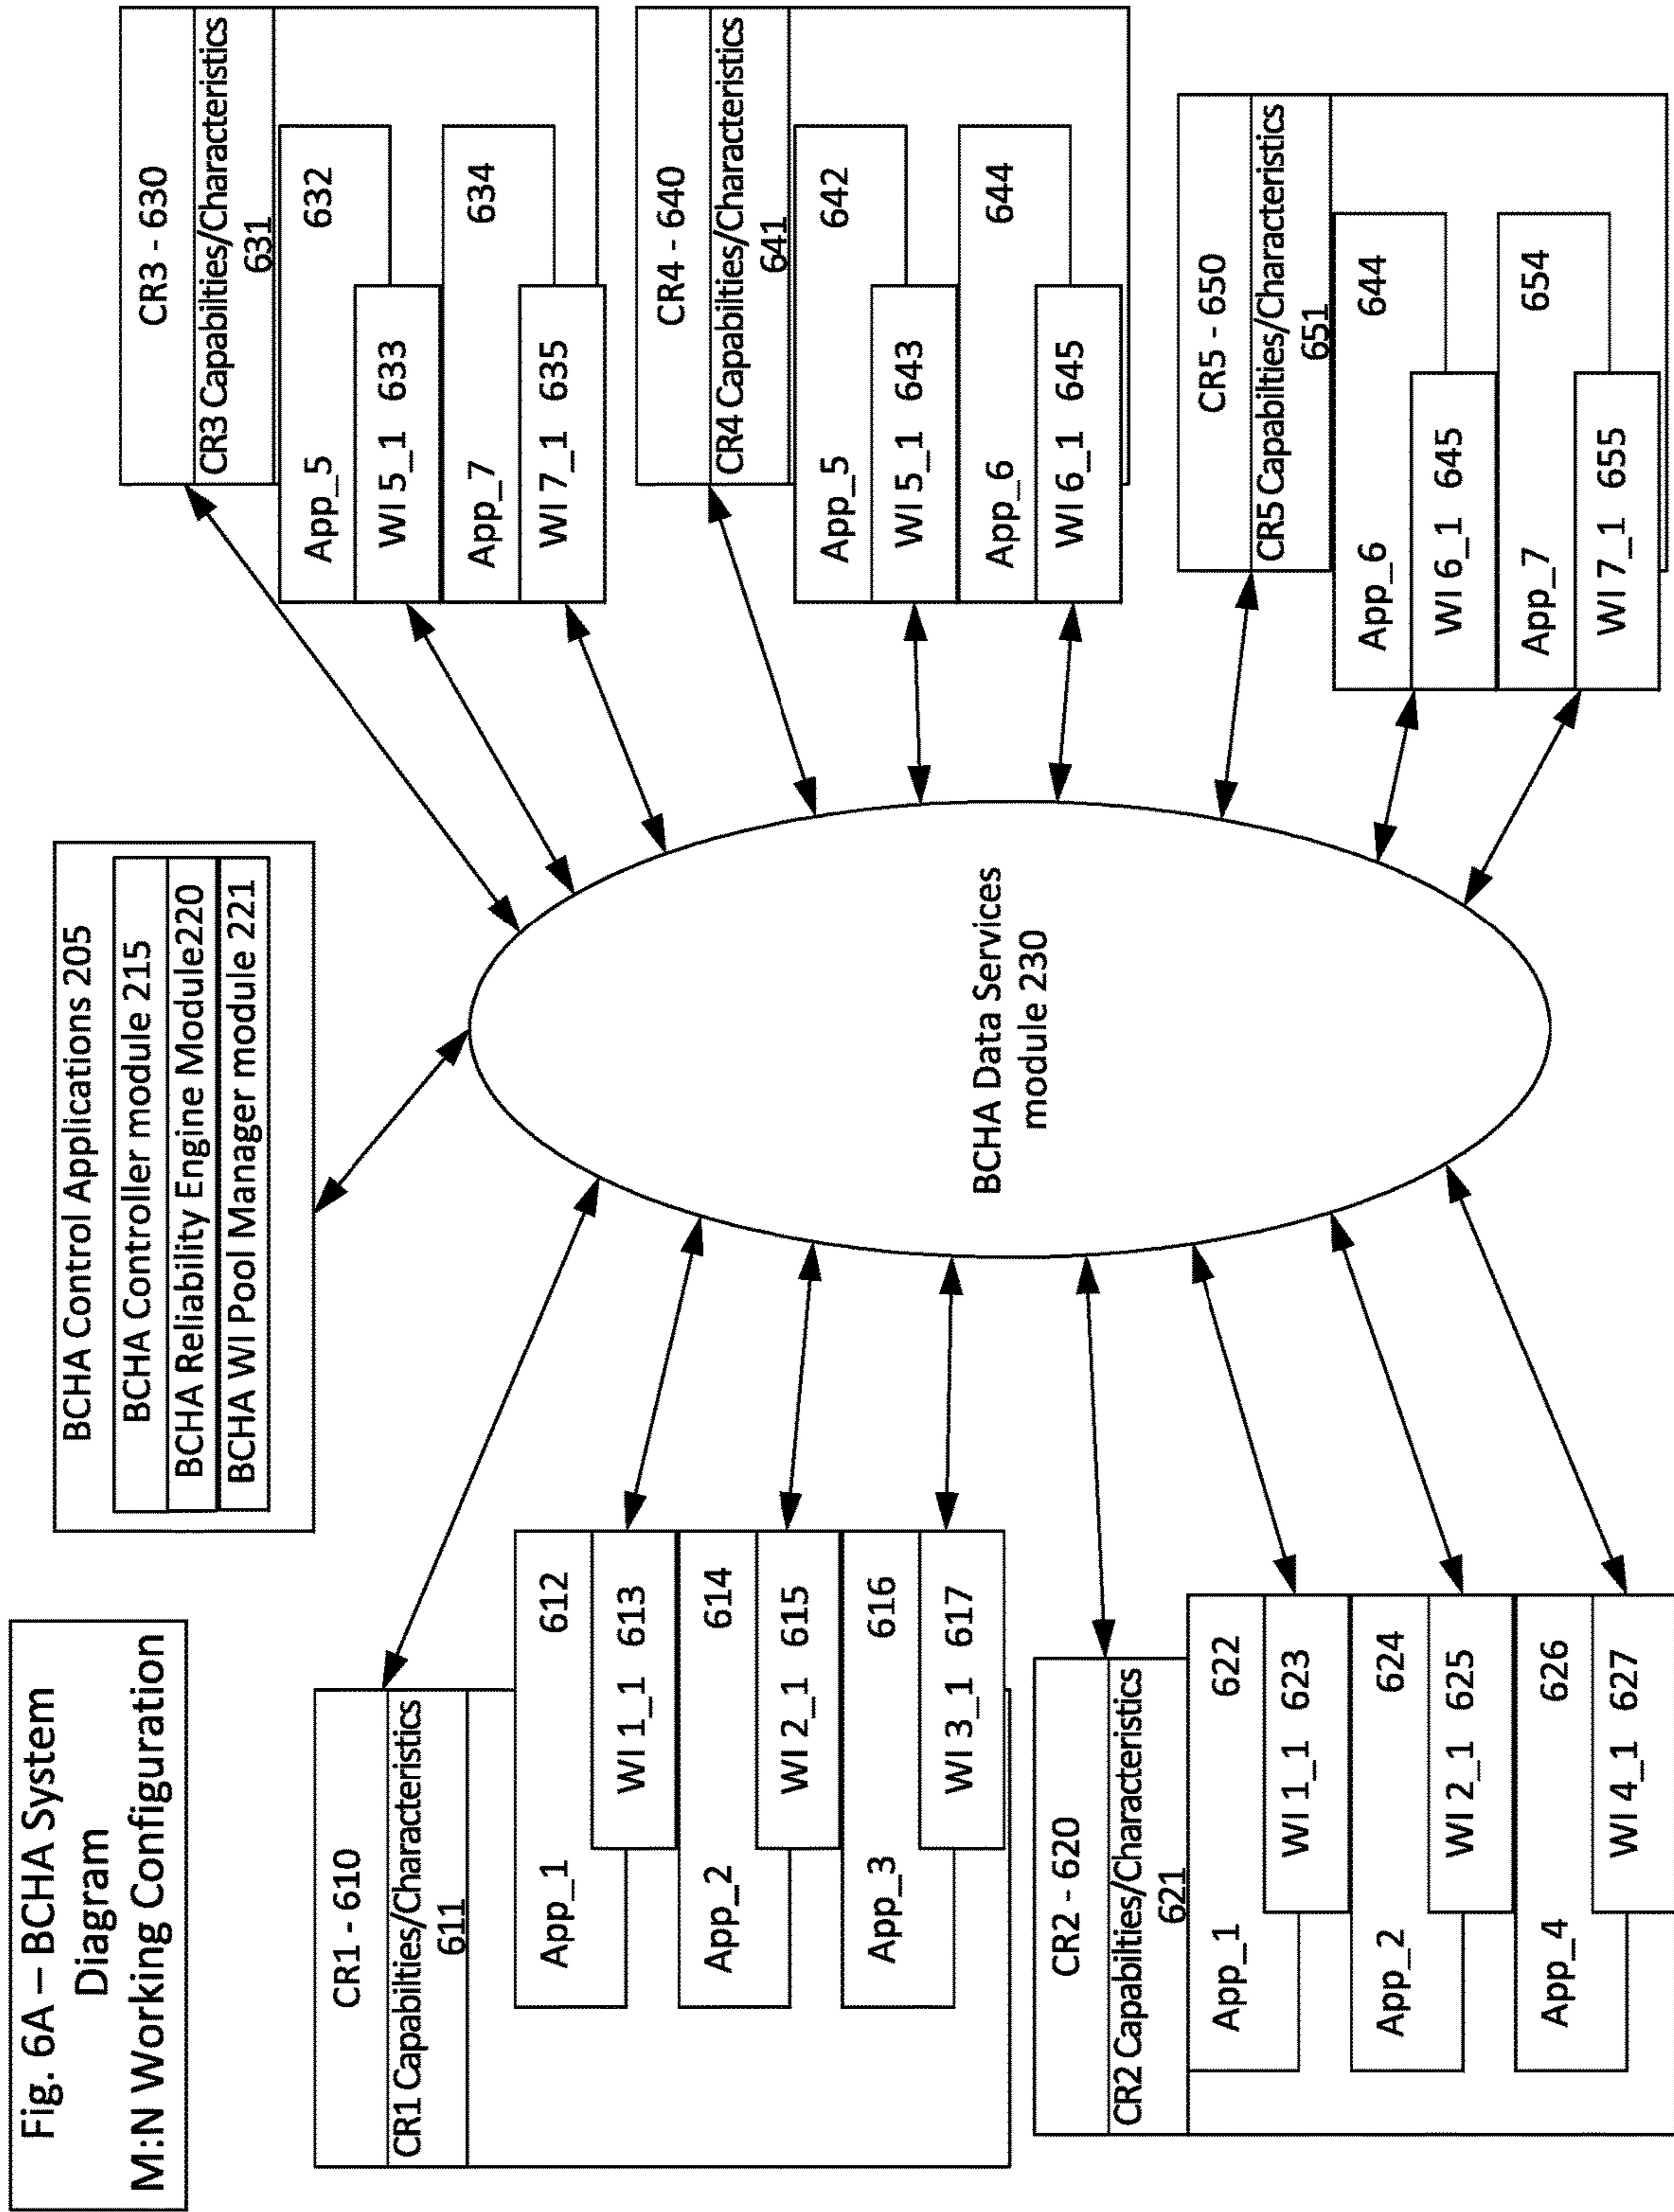 Fig. 6A – BCHA System
Diagram
M:N Working Configuration
BCHA Control Applications 205
BCHA Controller module 215
BCHA Reliability Engine Module220
BCHA WI Pool Manager module 221
CR1 - 610
CR1 Capabilties/Characteristics
611
App_1 612
WI 1_1 613
App_2 614
WI 2_1 615
App_3 616
WI 3_1 617
CR2 - 620
CR2 Capabilties/Characteristics
621
App_1 622
WI 1_1 623
App_2 624
WI 2_1 625
App_4 626
WI 4_1 627
BCHA Data Services
module 230
CR3 - 630
CR3 Capabilties/Characteristics
631
App_5 632
WI 5_1 633
App_7 634
WI 7_1 635
CR4 - 640
CR4 Capabilties/Characteristics
641
App_5 642
WI 5_1 643
App_6 644
WI 6_1 645
CR5 - 650
CR5 Capabilties/Characteristics
651
App_6 644
WI 6_1 645
App_7 654
WI 7_1 655